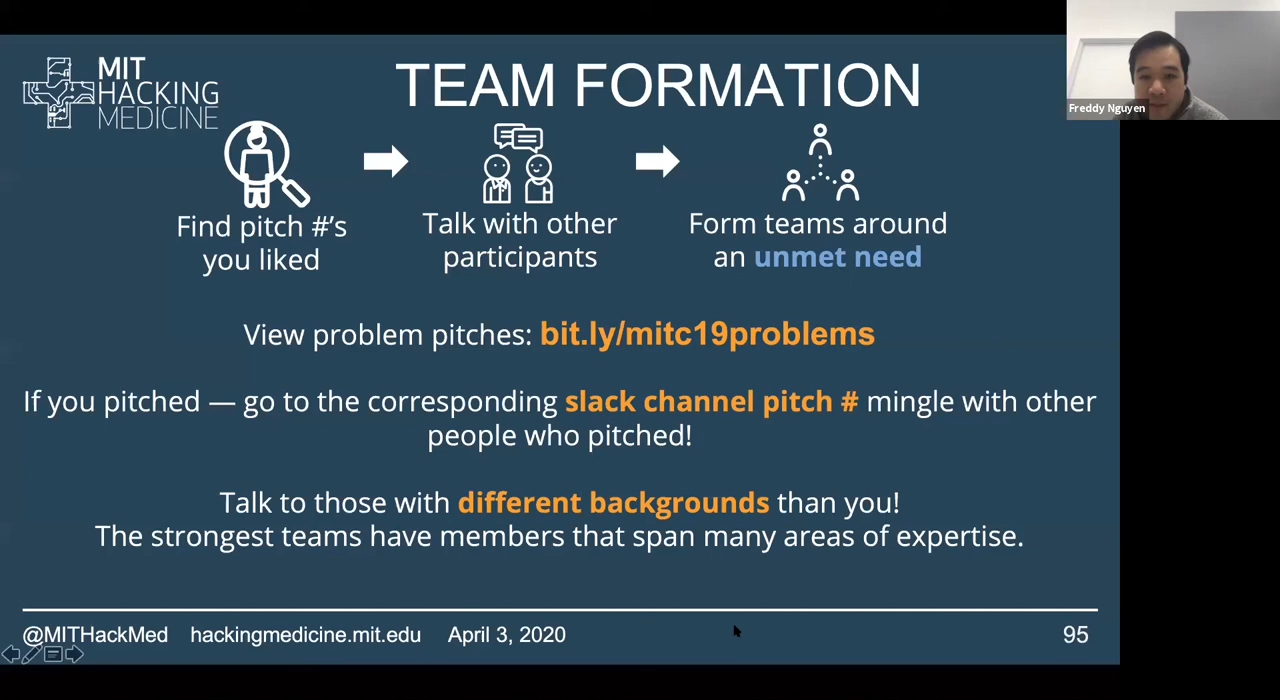 MIT
HACKING
MEDICINE
TEAM FORMATION
Freddy Nguyen
Find pitch #’s
you liked
Talk with other
participants
Form teams around
an unmet need
View problem pitches: bit.ly/mitc19problems
If you pitched — go to the corresponding slack channel pitch # mingle with other
people who pitched!
Talk to those with different backgrounds than you!
The strongest teams have members that span many areas of expertise.
@MITHackMed hackingmedicine.mit.edu April 3, 2020 95